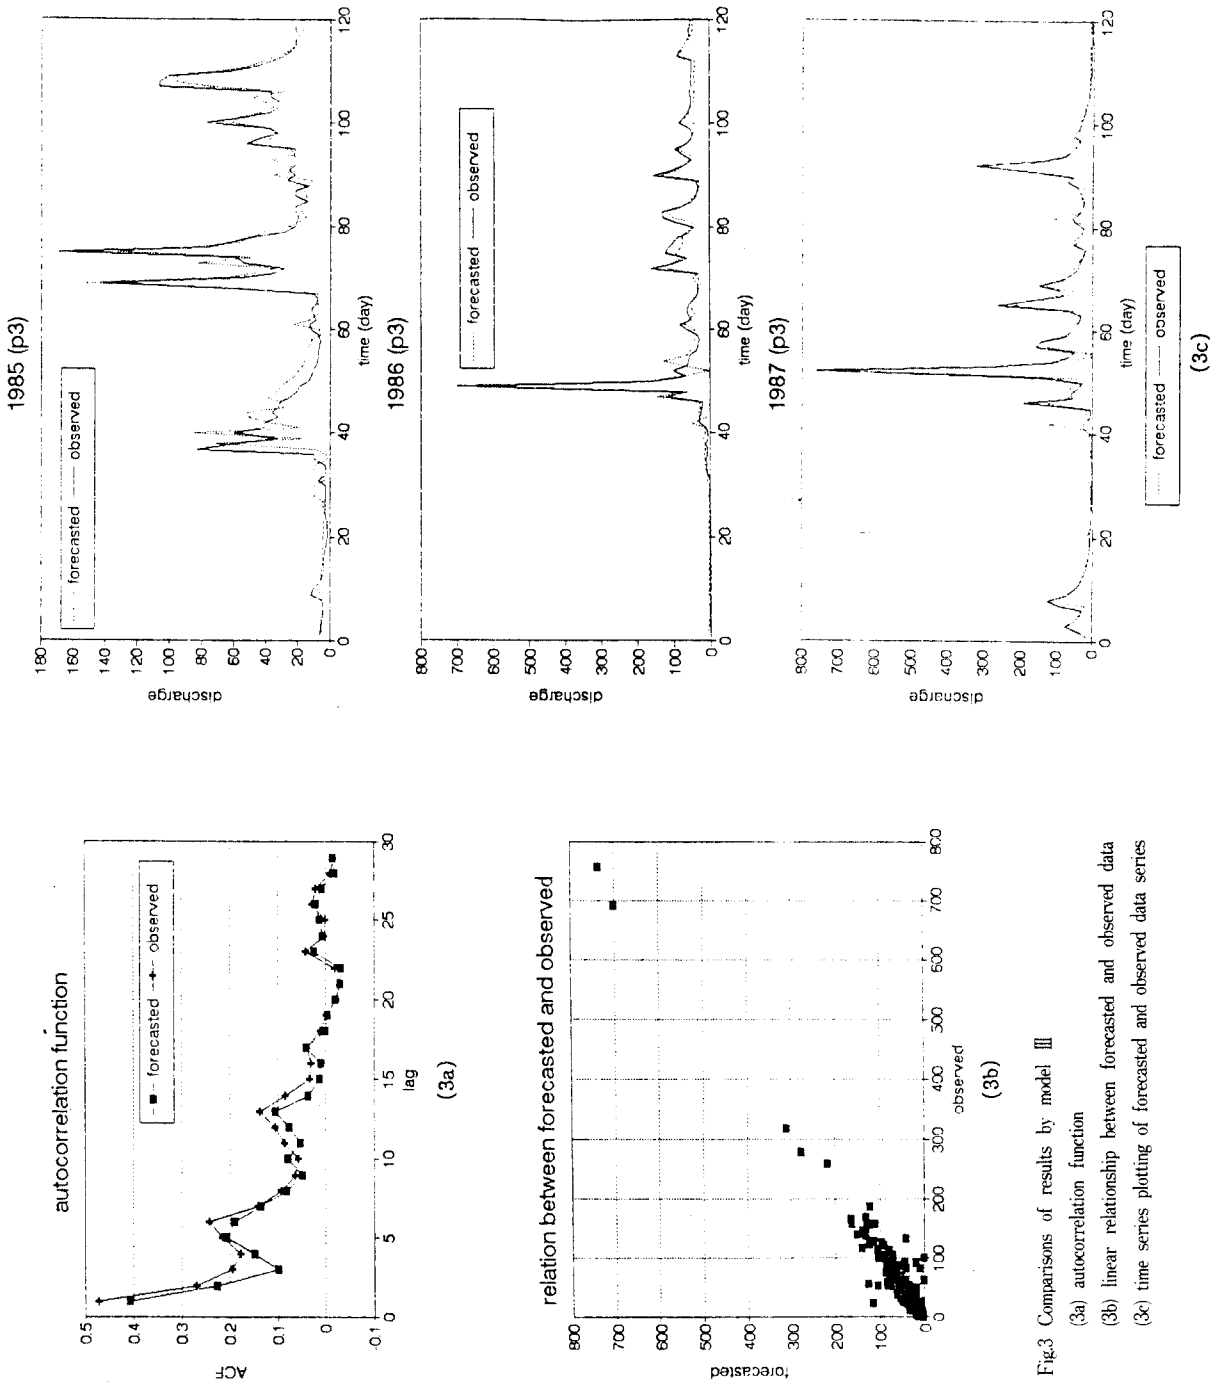 autocorrelation function
forecasted
observed
0.5
0.4
0.3
0.2
0.1
0
-0.1
ACF
0
5
10
15
20
25
30
lag
(3a)
relation between forecasted and observed
800
700
600
500
400
300
200
100
0
forecasted
0
100
200
300
400
500
600
700
800
observed
(3b)
1985 (p3)
forecasted
observed
180
160
140
120
100
80
60
40
20
0
discharge
0
20
40
60
80
100
120
time (day)
1986 (p3)
forecasted
observed
800
700
600
500
400
300
200
100
0
discharge
0
20
40
60
80
100
120
time (day)
1987 (p3)
800
700
600
500
400
300
200
100
0
discharge
0
20
40
60
80
100
120
time (day)
forecasted
observed
(3c)
Fig.3 Comparisons of results by model Ⅲ
(3a) autocorrelation function
(3b) linear relationship between forecasted and observed data
(3c) time series plotting of forecasted and observed data series